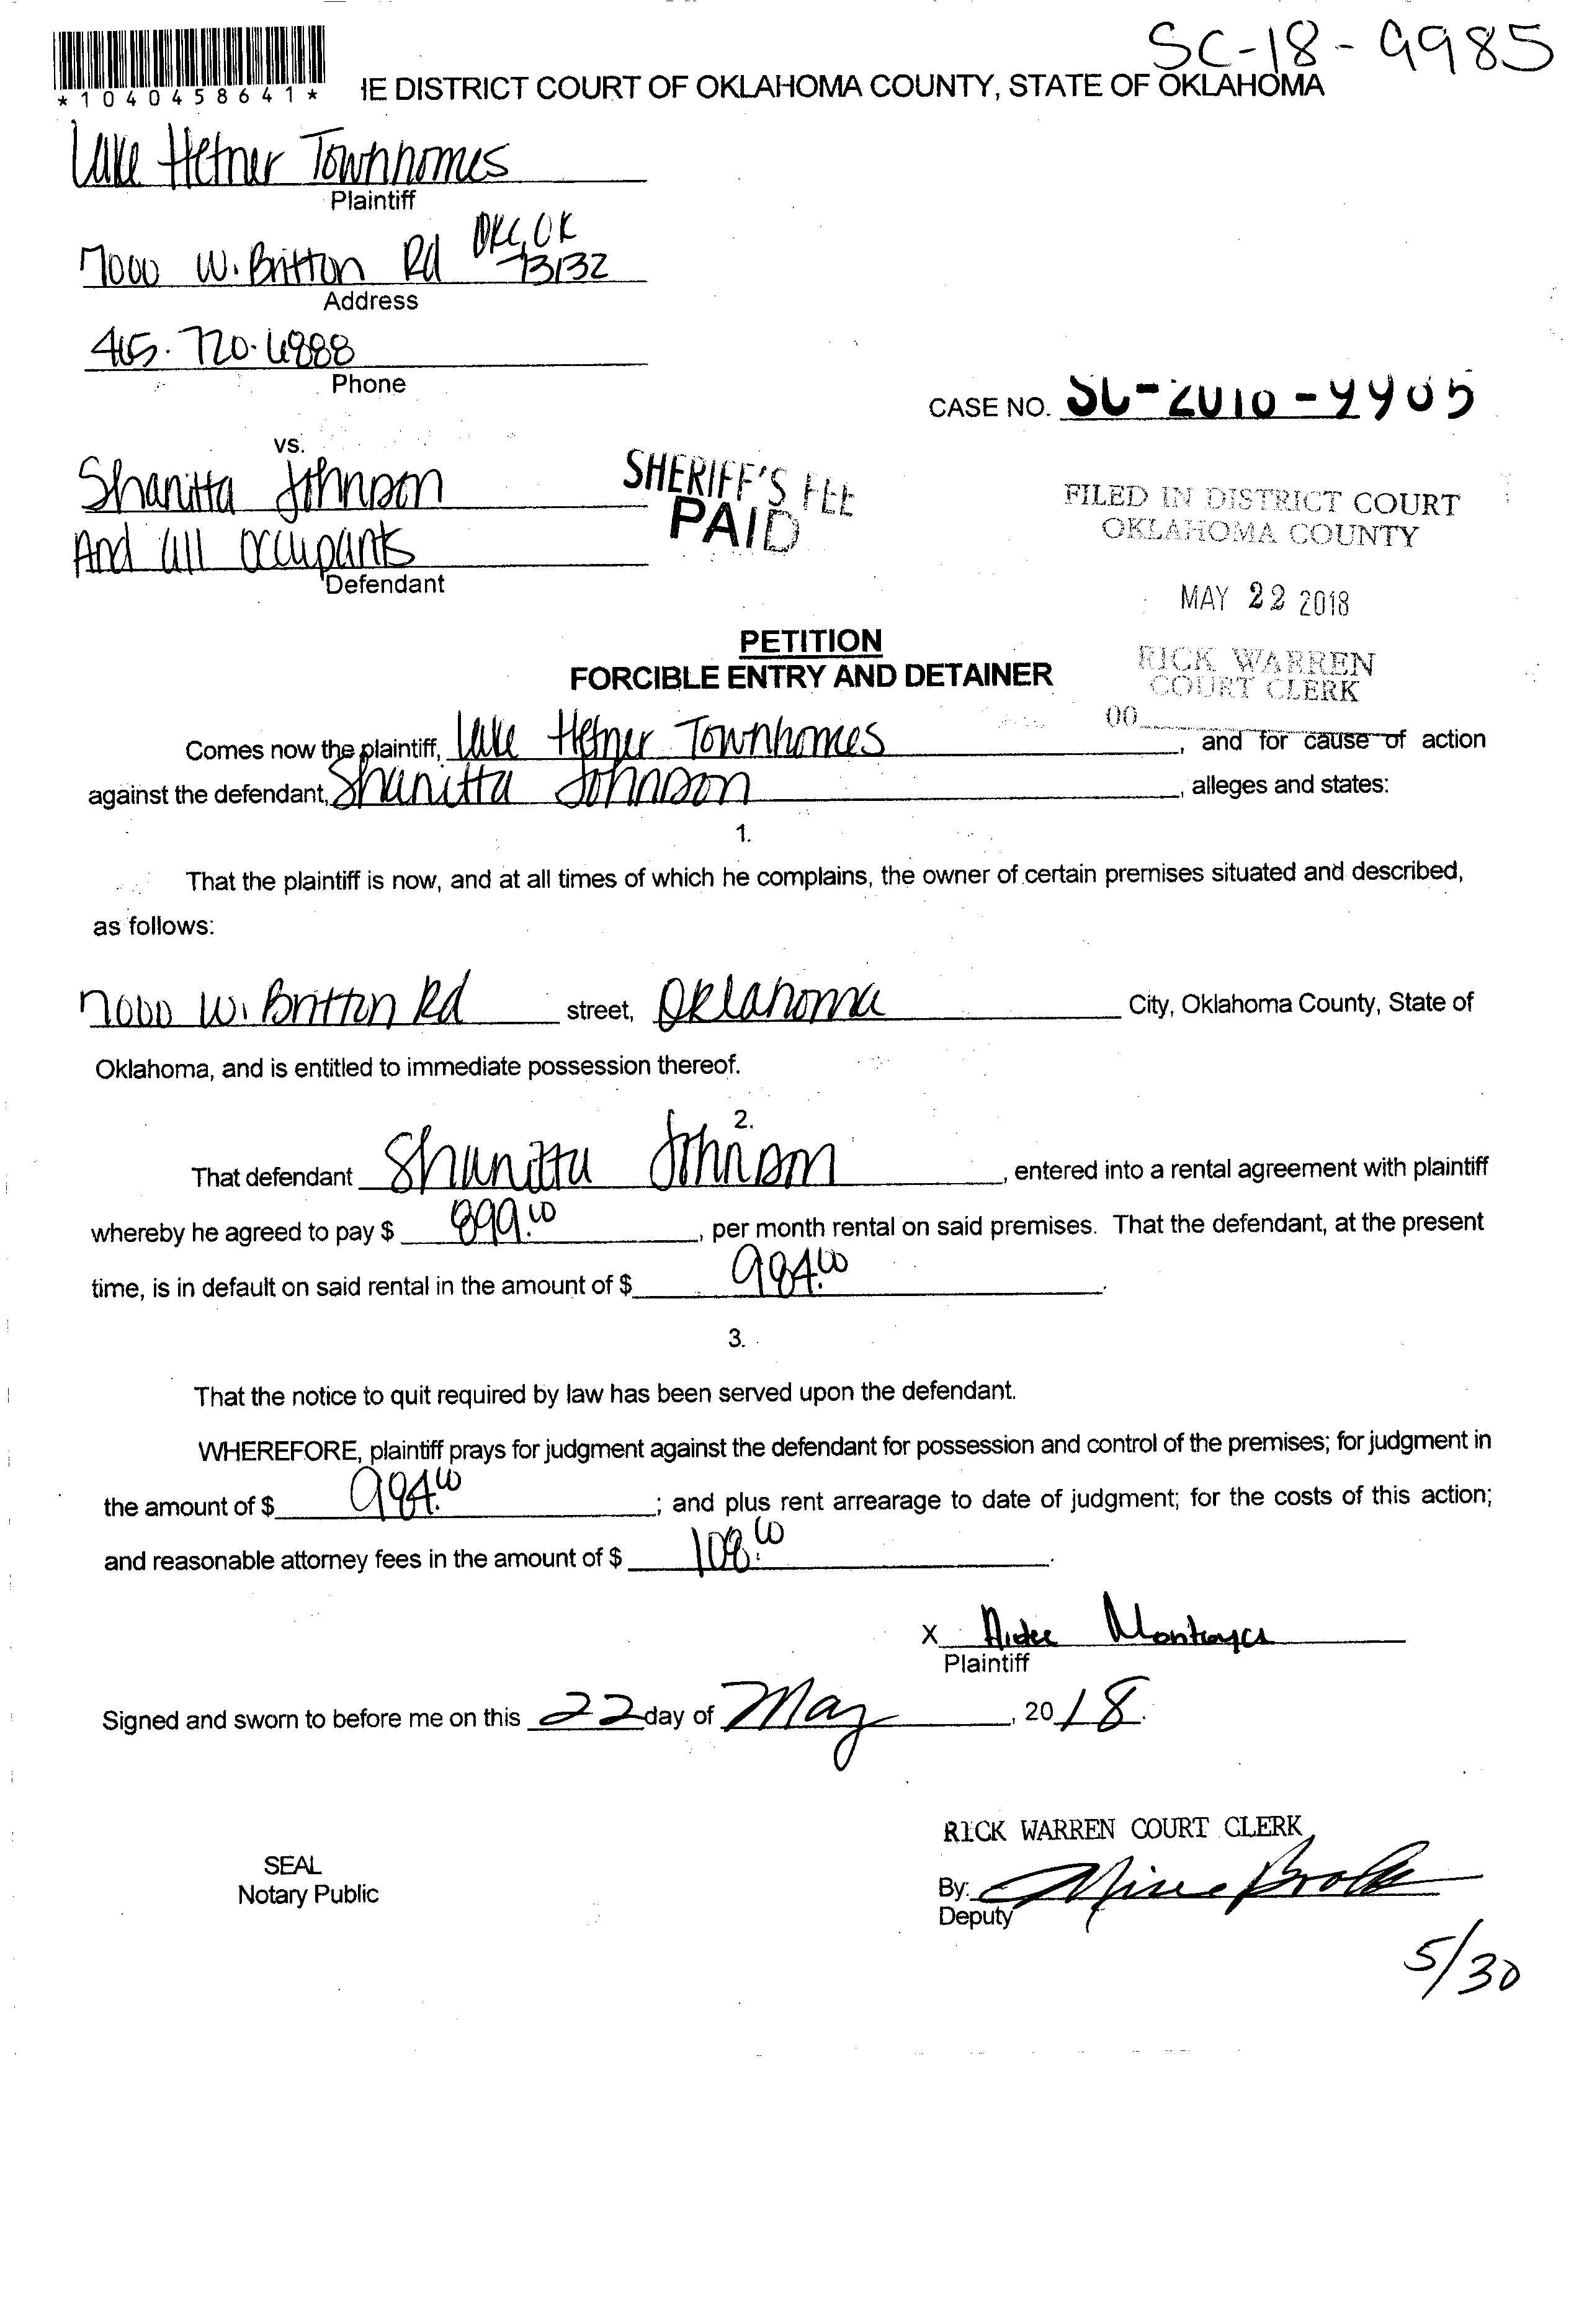 SC-18-9985
*1040458641*
HE DISTRICT COURT OF OKLAHOMA COUNTY, STATE OF OKLAHOMA
Lake Hefner Townhomes
Plaintiff
OKC, OK
7000 W. Britton Rd 73132
Address
405.720.6888
Phone
CASE NO.
vs.
Shanitta Johnson
And all occupants
Defendant
SHERIFF'S FEE
PAID
FILED IN DISTRICT COURT
OKLAHOMA COUNTY
MAY 22 2018
RICK WARREN
COURT CLERK
00
PETITION
FORCIBLE ENTRY AND DETAINER
Comes now the plaintiff, Lake Hefner Townhomes, and for cause of action
against the defendant, Shanitta Johnson, alleges and states:
1.
That the plaintiff is now, and at all times of which he complains, the owner of certain premises situated and described,
as follows:
7000 W. Britton Rd street, Oklahoma City, Oklahoma County, State of
Oklahoma, and is entitled to immediate possession thereof.
2.
That defendant Shanitta Johnson, entered into a rental agreement with plaintiff
whereby he agreed to pay $ 899.00, per month rental on said premises. That the defendant, at the present
time, is in default on said rental in the amount of $ 984.00.
3.
That the notice to quit required by law has been served upon the defendant.
WHEREFORE, plaintiff prays for judgment against the defendant for possession and control of the premises; for judgment in
the amount of $ 984.00; and plus rent arrearage to date of judgment; for the costs of this action;
and reasonable attorney fees in the amount of $ 108.00.
X
Plaintiff
Signed and sworn to before me on this 22 day of May, 2018.
RICK WARREN COURT CLERK
SEAL
Notary Public
By:
Deputy
5/30